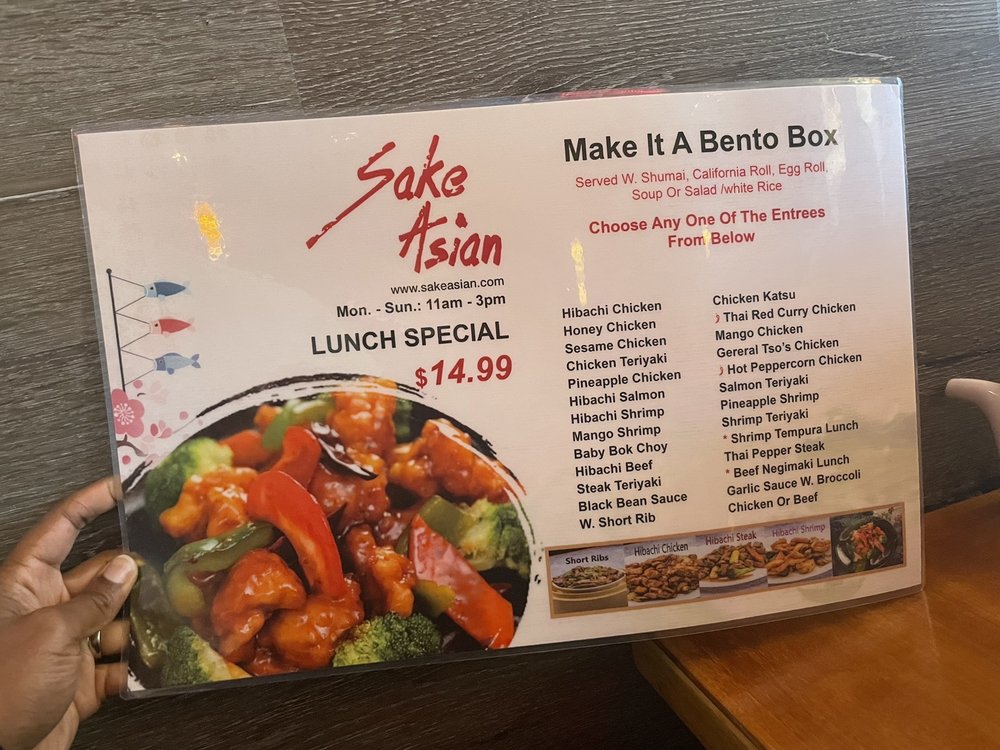 Sake
Asian
www.sakeasian.com
Mon. - Sun.: 11am - 3pm
LUNCH SPECIAL
$14.99
Make It A Bento Box
Served W. Shumai, California Roll, Egg Roll,
Soup Or Salad /white Rice
Choose Any One Of The Entrees
From Below
Hibachi Chicken
Honey Chicken
Sesame Chicken
Chicken Teriyaki
Pineapple Chicken
Hibachi Salmon
Hibachi Shrimp
Mango Shrimp
Baby Bok Choy
Hibachi Beef
Steak Teriyaki
Black Bean Sauce
W. Short Rib
Chicken Katsu
Thai Red Curry Chicken
Mango Chicken
Gereral Tso's Chicken
Hot Peppercorn Chicken
Salmon Teriyaki
Pineapple Shrimp
Shrimp Teriyaki
* Shrimp Tempura Lunch
Thai Pepper Steak
* Beef Negimaki Lunch
Garlic Sauce W. Broccoli
Chicken Or Beef
Short Ribs
Hibachi Chicken
Hibachi Steak
Hibachi Shrimp